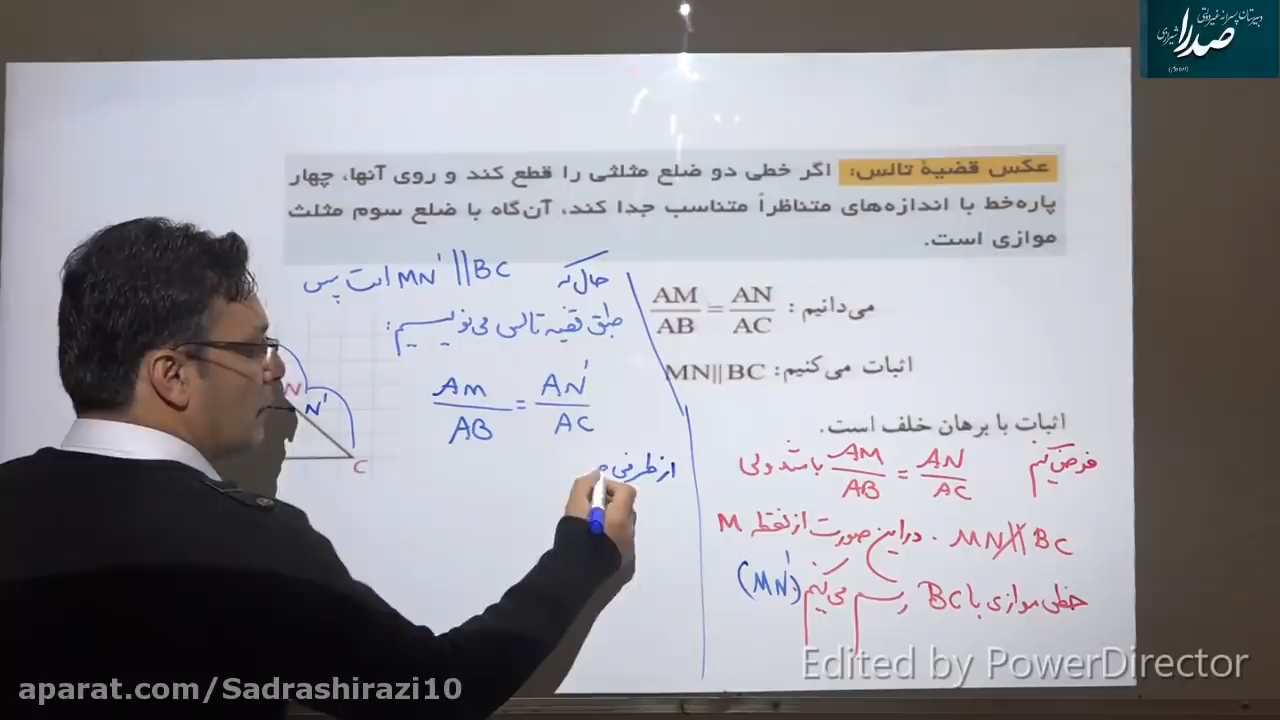 دبیرستان پسرانه غیردولتی
صدرا شیرازی
عکس قضیهٔ تالس: اگر خطی دو ضلع مثلثی را قطع کند و روی آنها، چهار
پاره‌خط با اندازه‌های متناظراً متناسب جدا کند، آن‌گاه با ضلع سوم مثلث
موازی است.
می‌دانیم: AM/AB = AN/AC
اثبات می‌کنیم: MN||BC
اثبات با برهان خلف است.
فرض کنیم AM/AB = AN/AC باشد ولی
MN∦BC. در این صورت از نقطه M
خطی موازی با BC رسم می‌کنیم. (MN')
حال که MN' || BC است پس
طبق قضیه تالس می‌نویسیم:
AM/AB = AN'/AC
از طرفی
N
N'
C
Edited by PowerDirector
aparat.com/Sadrashirazi10